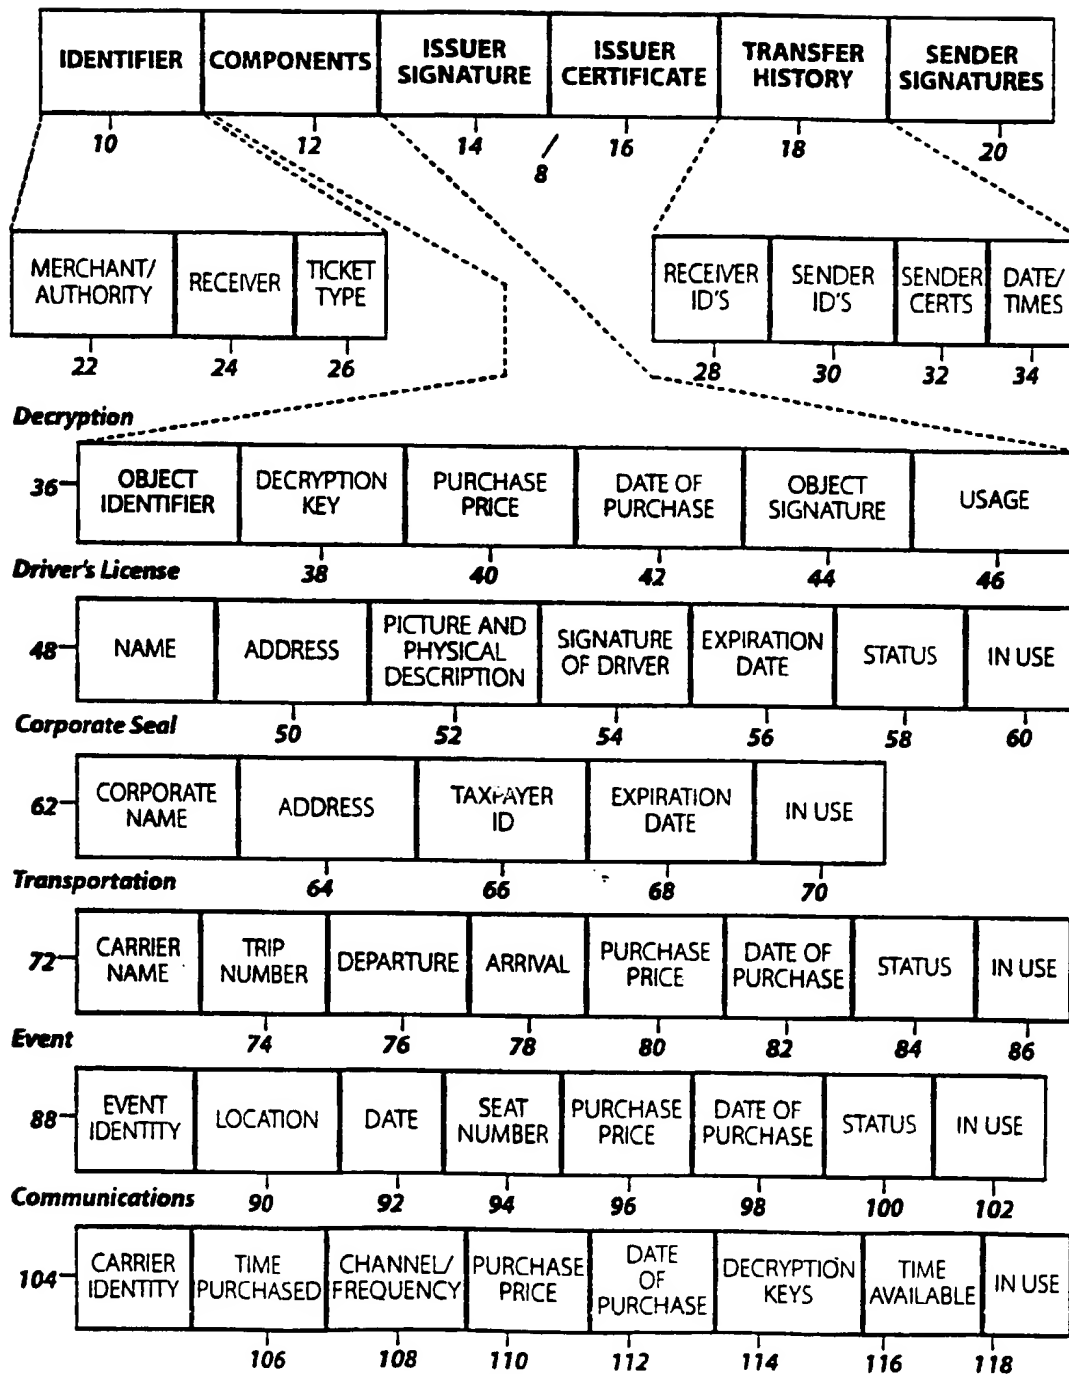 IDENTIFIER COMPONENTS ISSUER SIGNATURE ISSUER CERTIFICATE TRANSFER HISTORY SENDER SIGNATURES
10 12 14 8 16 18 20
MERCHANT/ AUTHORITY RECEIVER TICKET TYPE RECEIVER ID'S SENDER ID'S SENDER CERTS DATE/ TIMES
22 24 26 28 30 32 34
Decryption
36 OBJECT IDENTIFIER DECRYPTION KEY PURCHASE PRICE DATE OF PURCHASE OBJECT SIGNATURE USAGE
38 40 42 44 46
Driver's License
48 NAME ADDRESS PICTURE AND PHYSICAL DESCRIPTION SIGNATURE OF DRIVER EXPIRATION DATE STATUS IN USE
50 52 54 56 58 60
Corporate Seal
62 CORPORATE NAME ADDRESS TAXPAYER ID EXPIRATION DATE IN USE
64 66 68 70
Transportation
72 CARRIER NAME TRIP NUMBER DEPARTURE ARRIVAL PURCHASE PRICE DATE OF PURCHASE STATUS IN USE
74 76 78 80 82 84 86
Event
88 EVENT IDENTITY LOCATION DATE SEAT NUMBER PURCHASE PRICE DATE OF PURCHASE STATUS IN USE
90 92 94 96 98 100 102
Communications
104 CARRIER IDENTITY TIME PURCHASED CHANNEL/ FREQUENCY PURCHASE PRICE DATE OF PURCHASE DECRYPTION KEYS TIME AVAILABLE IN USE
106 108 110 112 114 116 118